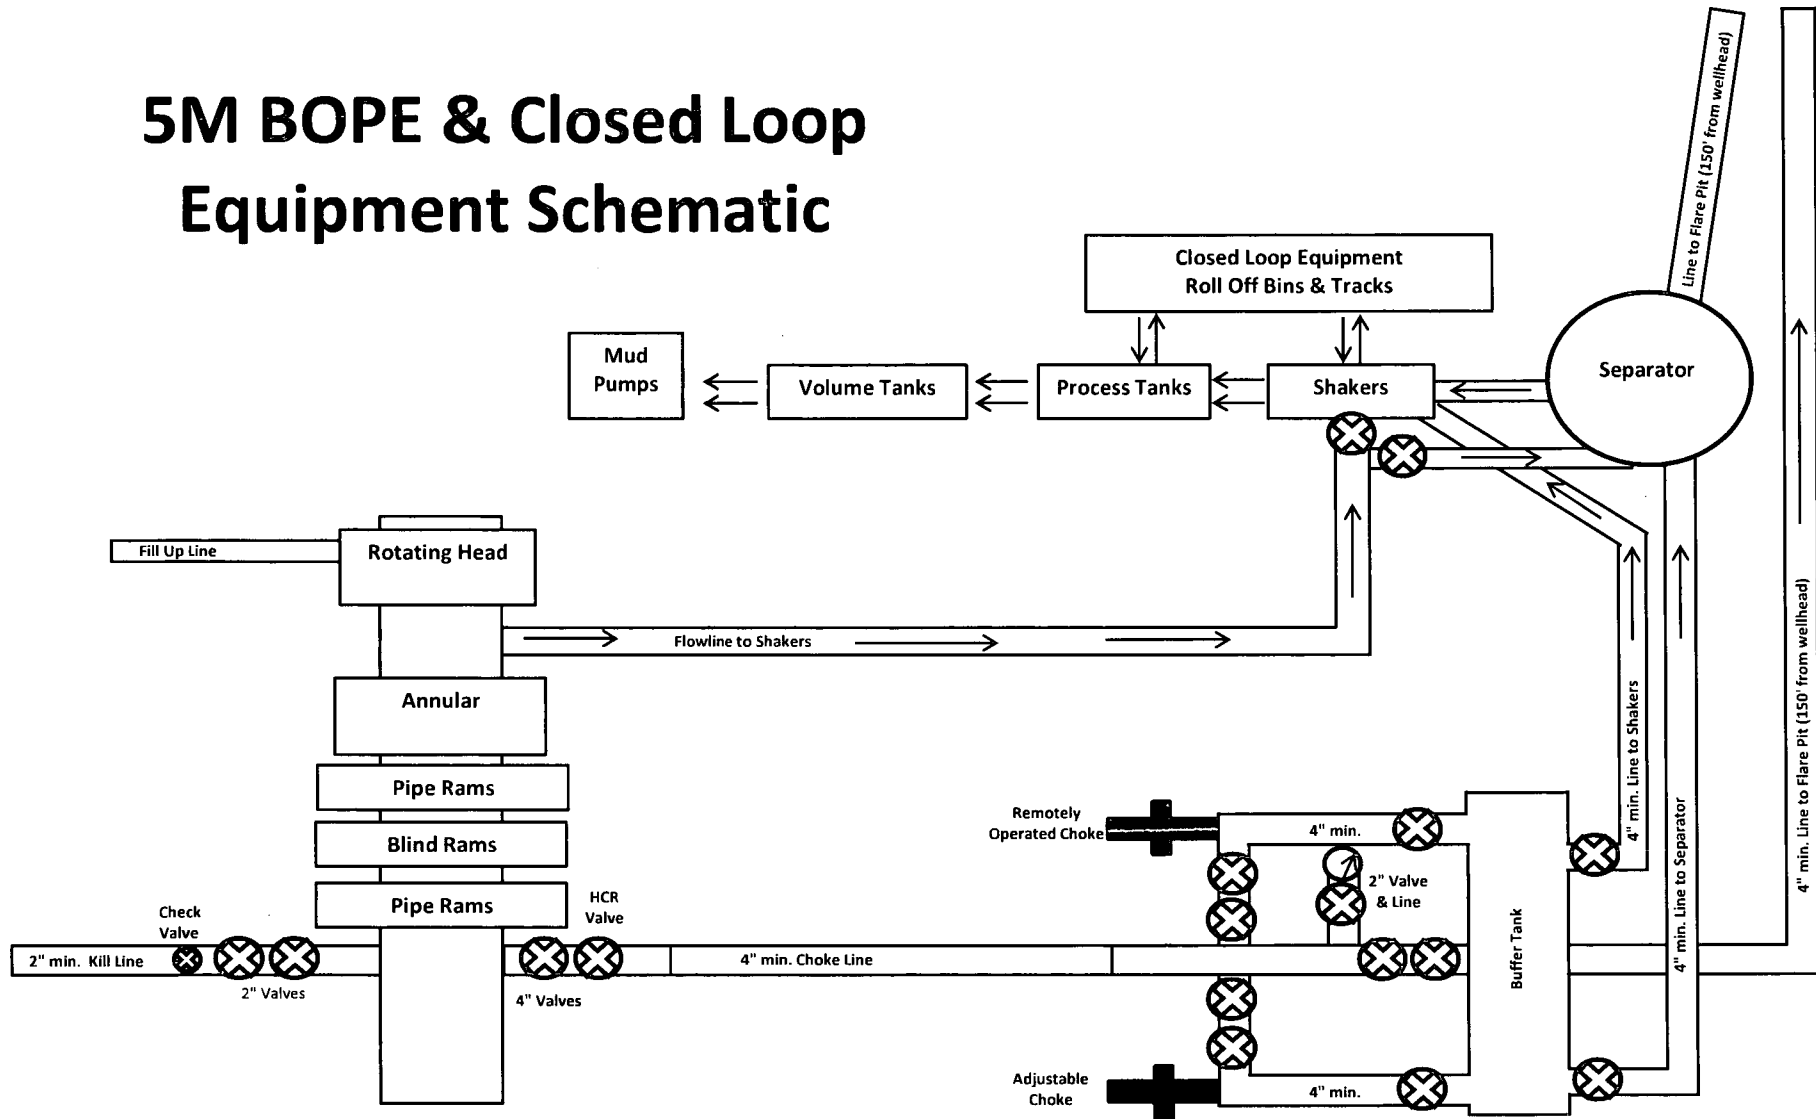 5M BOPE & Closed Loop
Equipment Schematic
Line to Flare Pit (150' from wellhead)
Closed Loop Equipment
Roll Off Bins & Tracks
Mud
Pumps
Volume Tanks
Process Tanks
Shakers
Separator
Fill Up Line
Rotating Head
Flowline to Shakers
Annular
Pipe Rams
Blind Rams
Pipe Rams
Check
Valve
HCR
Valve
2" min. Kill Line
2" Valves
4" Valves
4" min. Choke Line
Remotely
Operated Choke
4" min.
2" Valve
& Line
Adjustable
Choke
4" min.
Buffer Tank
4" min. Line to Shakers
4" min. Line to Separator
4" min. Line to Flare Pit (150' from wellhead)